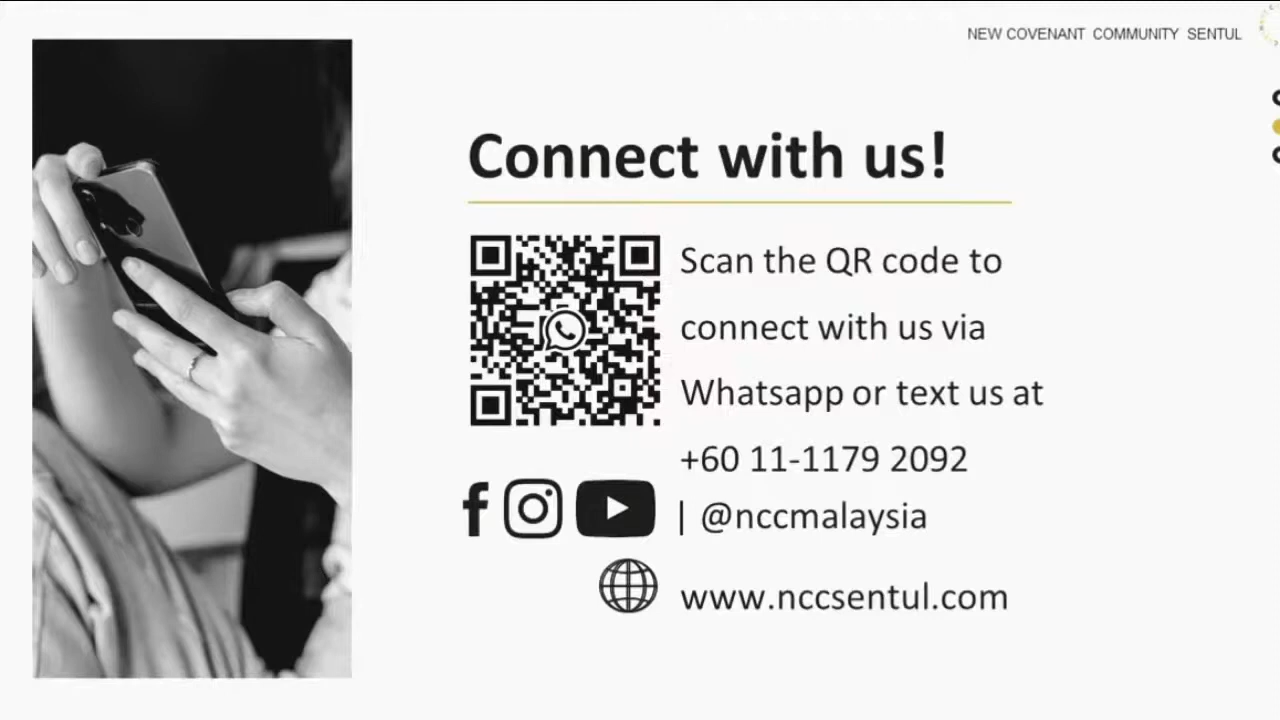 NEW COVENANT COMMUNITY SENTUL
Connect with us!
Scan the QR code to
connect with us via
Whatsapp or text us at
+60 11-1179 2092
| @nccmalaysia
www.nccsentul.com